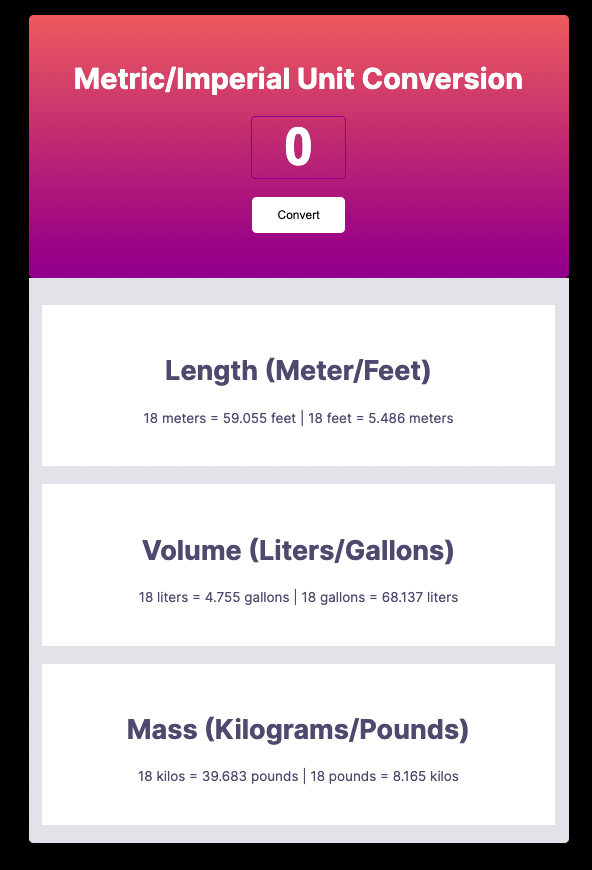 Metric/Imperial Unit Conversion
0
Convert
Length (Meter/Feet)
18 meters = 59.055 feet | 18 feet = 5.486 meters
Volume (Liters/Gallons)
18 liters = 4.755 gallons | 18 gallons = 68.137 liters
Mass (Kilograms/Pounds)
18 kilos = 39.683 pounds | 18 pounds = 8.165 kilos